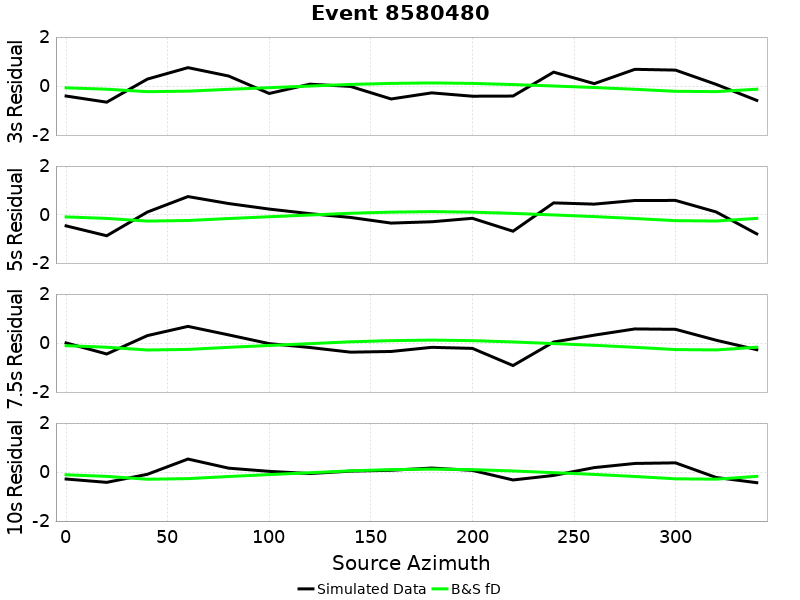 Event 8580480
3s Residual
2
0
-2
5s Residual
2
0
-2
7.5s Residual
2
0
-2
10s Residual
2
0
-2
0 50 100 150 200 250 300
Source Azimuth
Simulated Data B&S fD